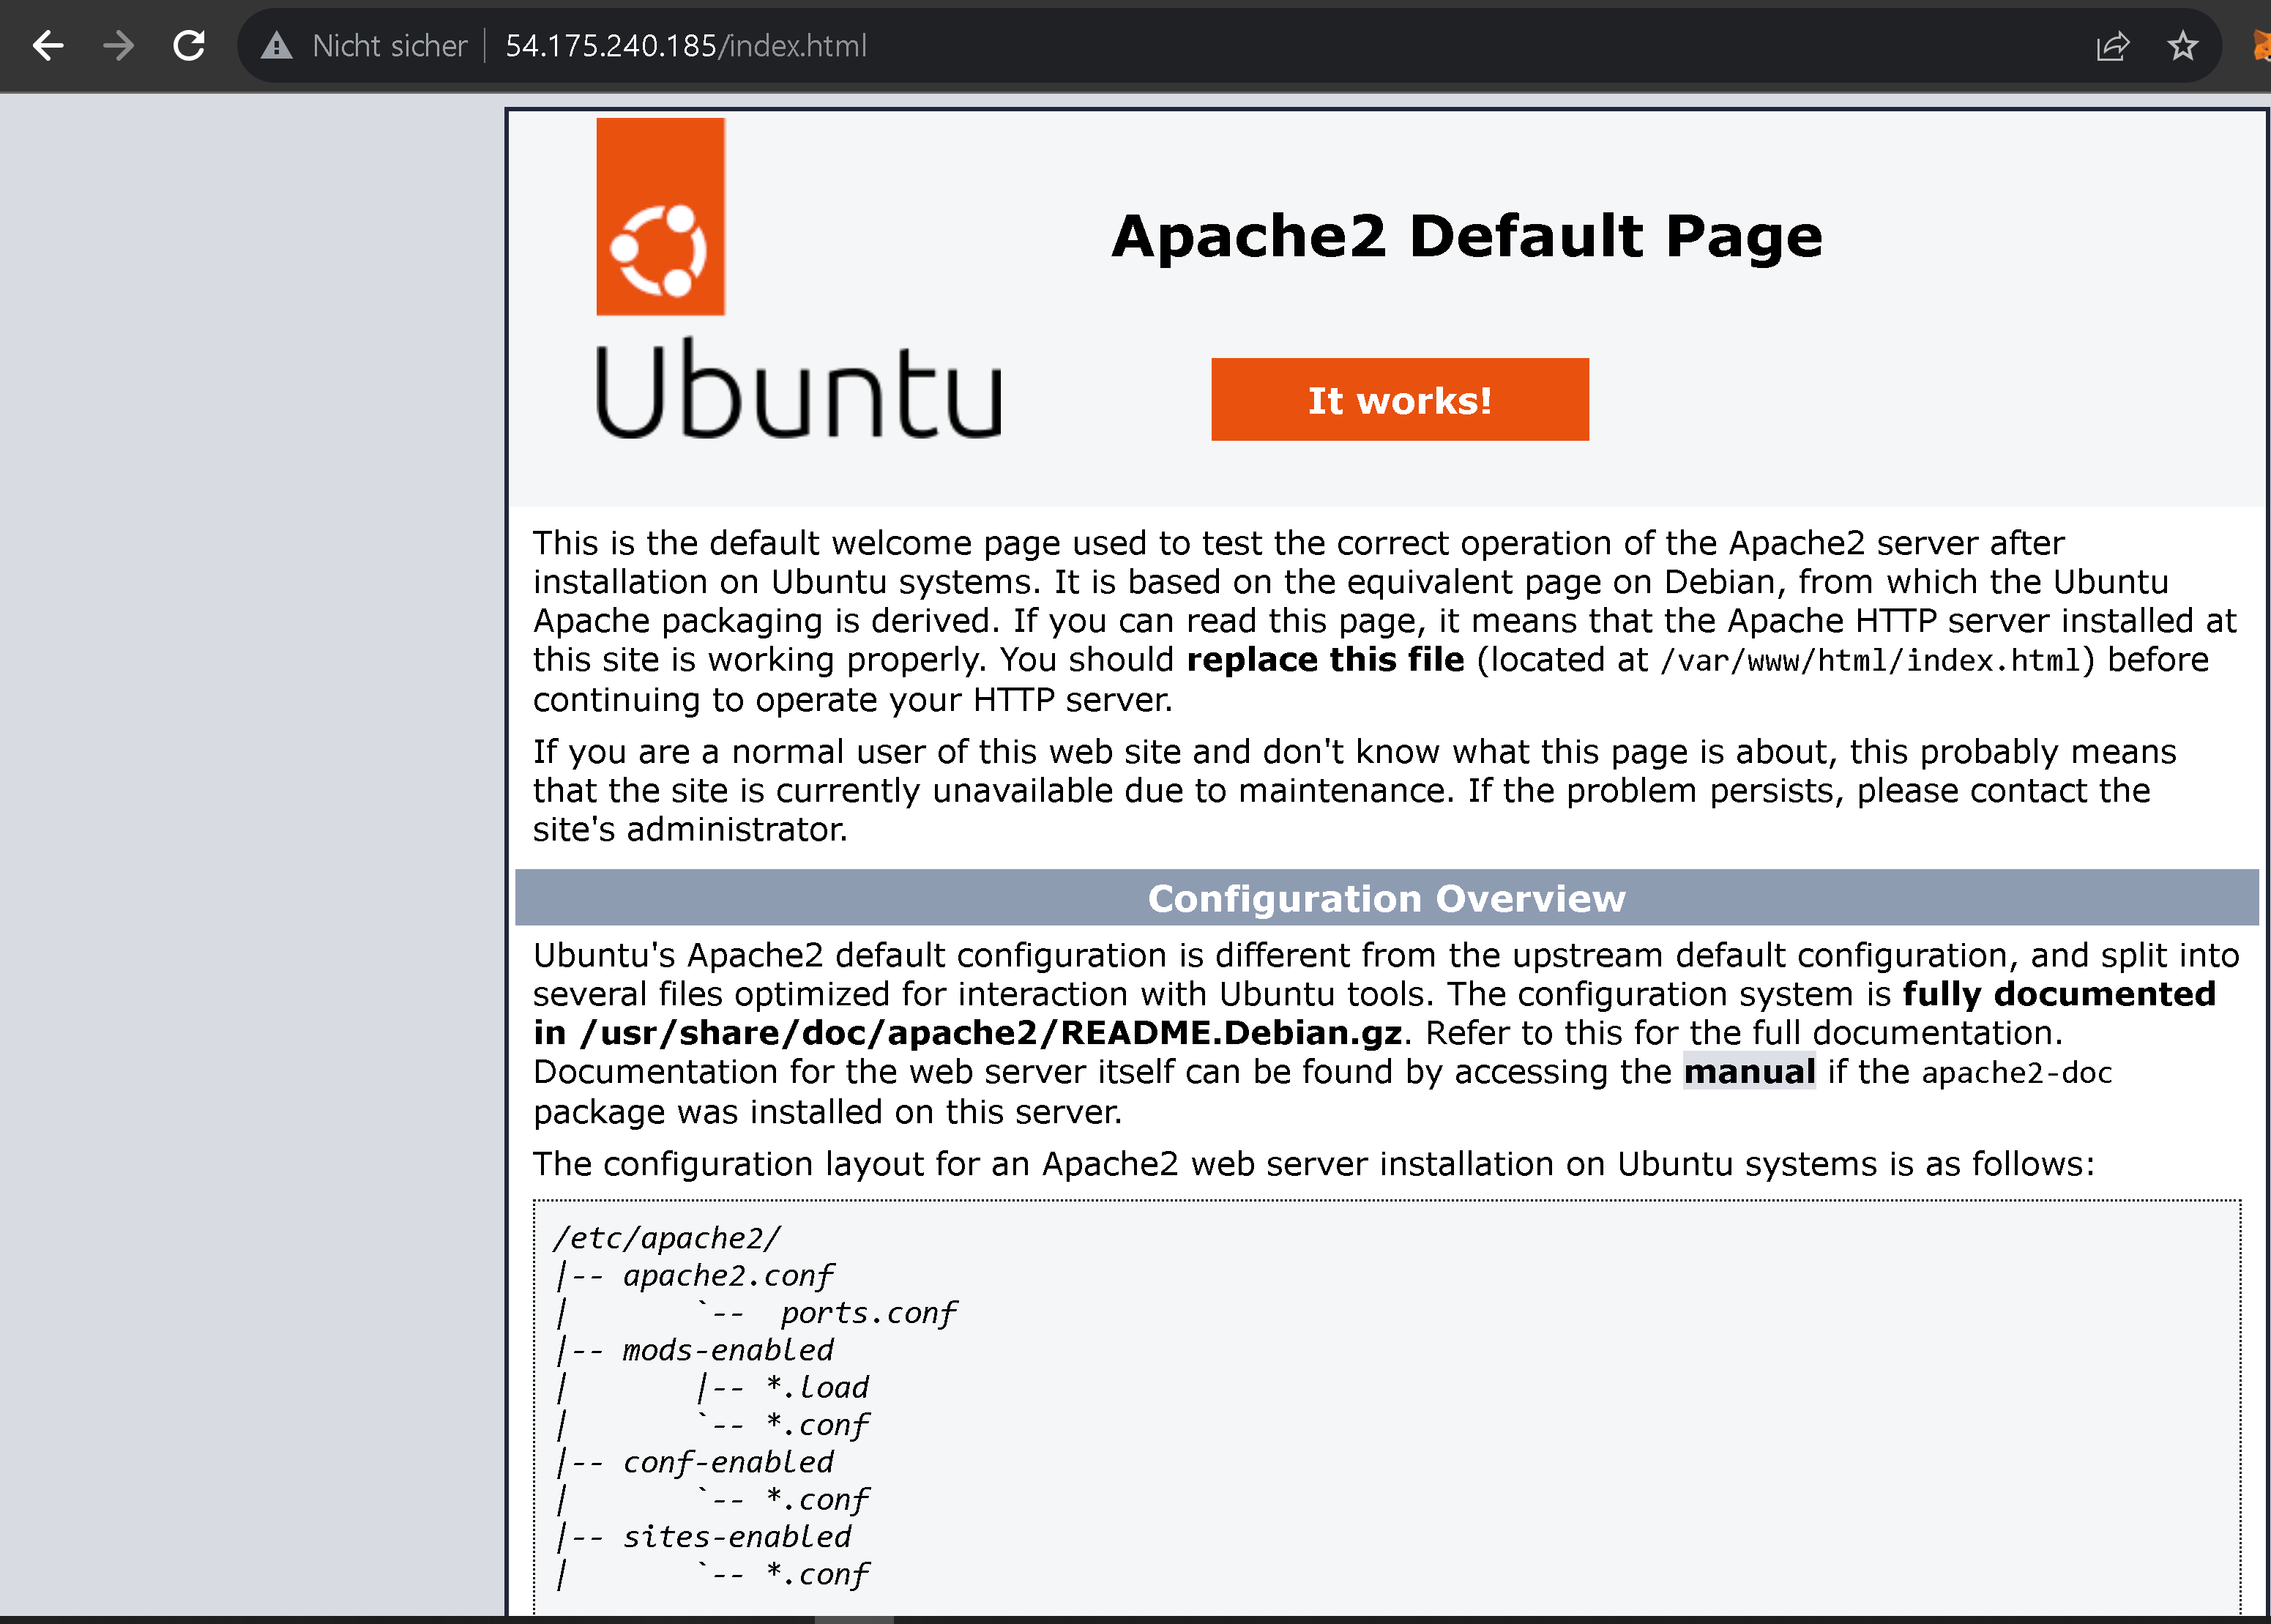 Nicht sicher | 54.175.240.185/index.html
Ubuntu
Apache2 Default Page
It works!
This is the default welcome page used to test the correct operation of the Apache2 server after
installation on Ubuntu systems. It is based on the equivalent page on Debian, from which the Ubuntu
Apache packaging is derived. If you can read this page, it means that the Apache HTTP server installed at
this site is working properly. You should replace this file (located at /var/www/html/index.html) before
continuing to operate your HTTP server.
If you are a normal user of this web site and don't know what this page is about, this probably means
that the site is currently unavailable due to maintenance. If the problem persists, please contact the
site's administrator.
Configuration Overview
Ubuntu's Apache2 default configuration is different from the upstream default configuration, and split into
several files optimized for interaction with Ubuntu tools. The configuration system is fully documented
in /usr/share/doc/apache2/README.Debian.gz. Refer to this for the full documentation.
Documentation for the web server itself can be found by accessing the manual if the apache2-doc
package was installed on this server.
The configuration layout for an Apache2 web server installation on Ubuntu systems is as follows:
/etc/apache2/
|-- apache2.conf
|       `--  ports.conf
|-- mods-enabled
|       |-- *.load
|       `-- *.conf
|-- conf-enabled
|       `-- *.conf
|-- sites-enabled
|       `-- *.conf